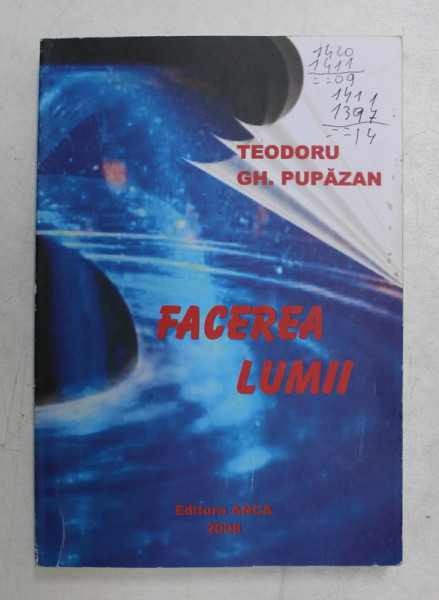 1420
1411
==09
1411
1397
==14
TEODORU
GH. PUPĂZAN
FACEREA
LUMII
Editura ANCA
2008